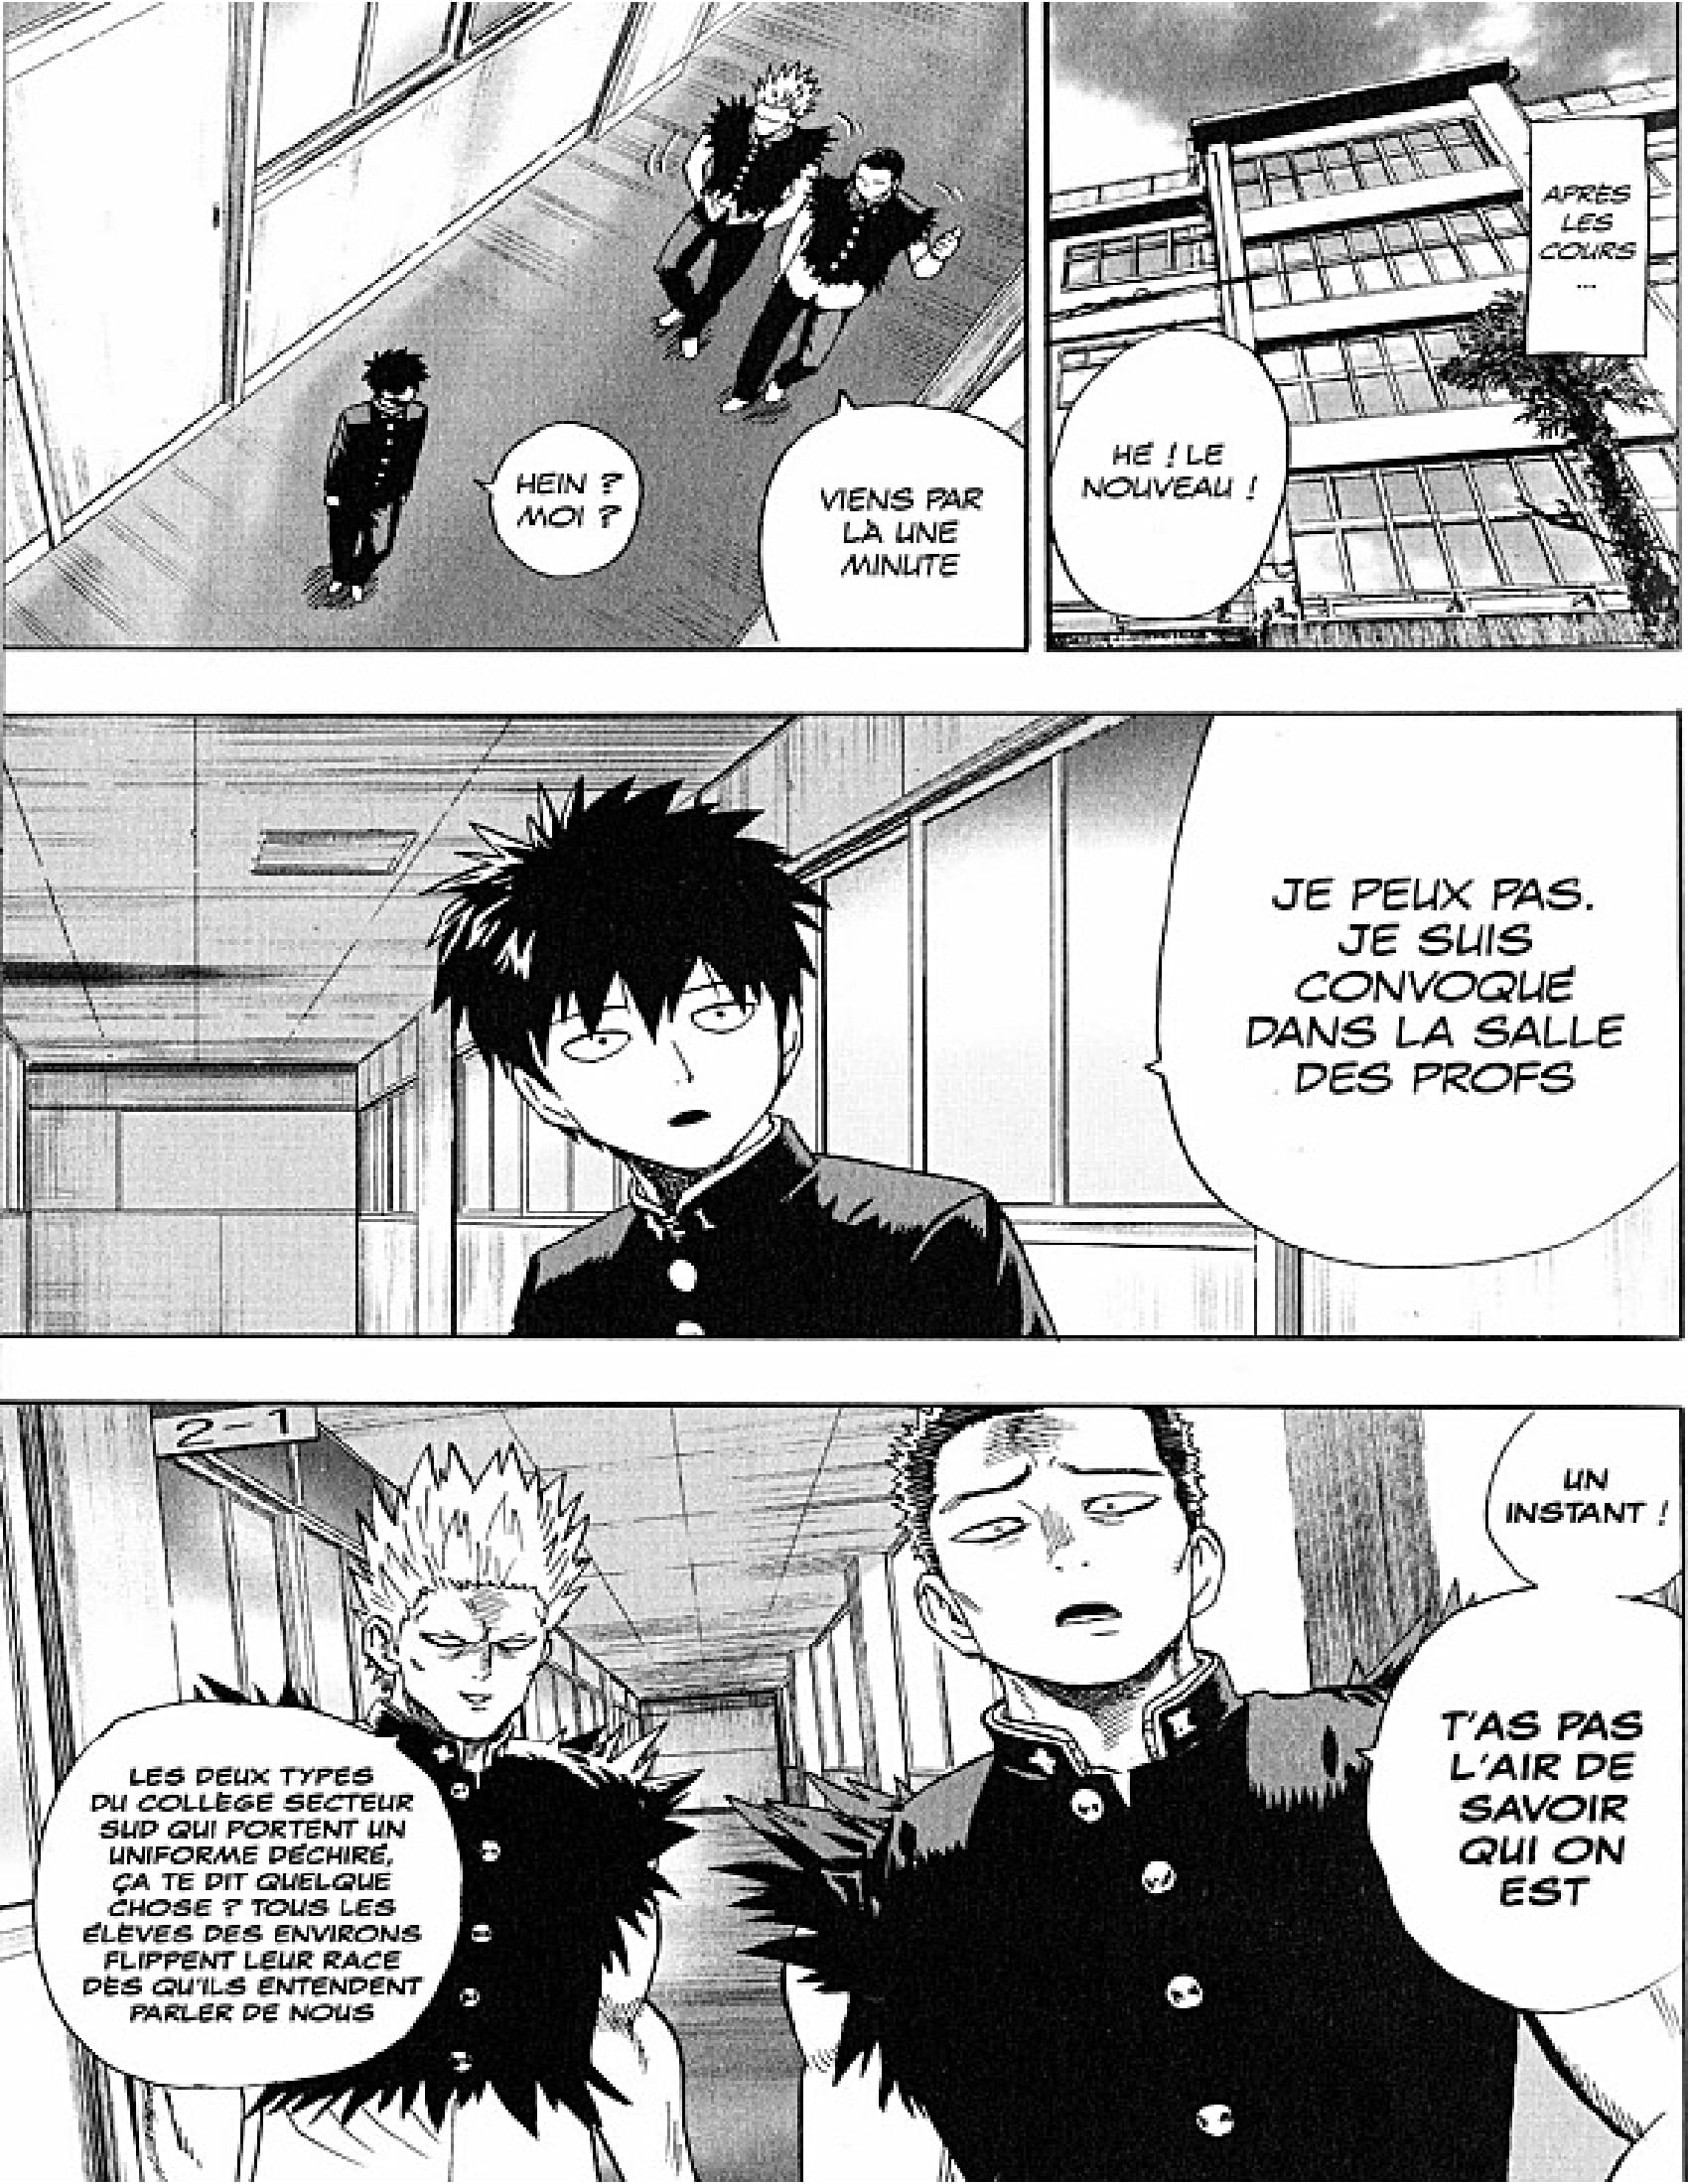 APRÈS
LES
COURS
...
HÉ ! LE
NOUVEAU !
VIENS PAR
LÀ UNE
MINUTE
HEIN ?
MOI ?
JE PEUX PAS.
JE SUIS
CONVOQUÉ
DANS LA SALLE
DES PROFS
UN
INSTANT !
T'AS PAS
L'AIR DE
SAVOIR
QUI ON
EST
2-1
LES DEUX TYPES
DU COLLÈGE SECTEUR
SUD QUI PORTENT UN
UNIFORME DÉCHIRÉ,
ÇA TE DIT QUELQUE
CHOSE ? TOUS LES
ÉLÈVES DES ENVIRONS
FLIPPENT LEUR RACE
DÈS QU'ILS ENTENDENT
PARLER DE NOUS